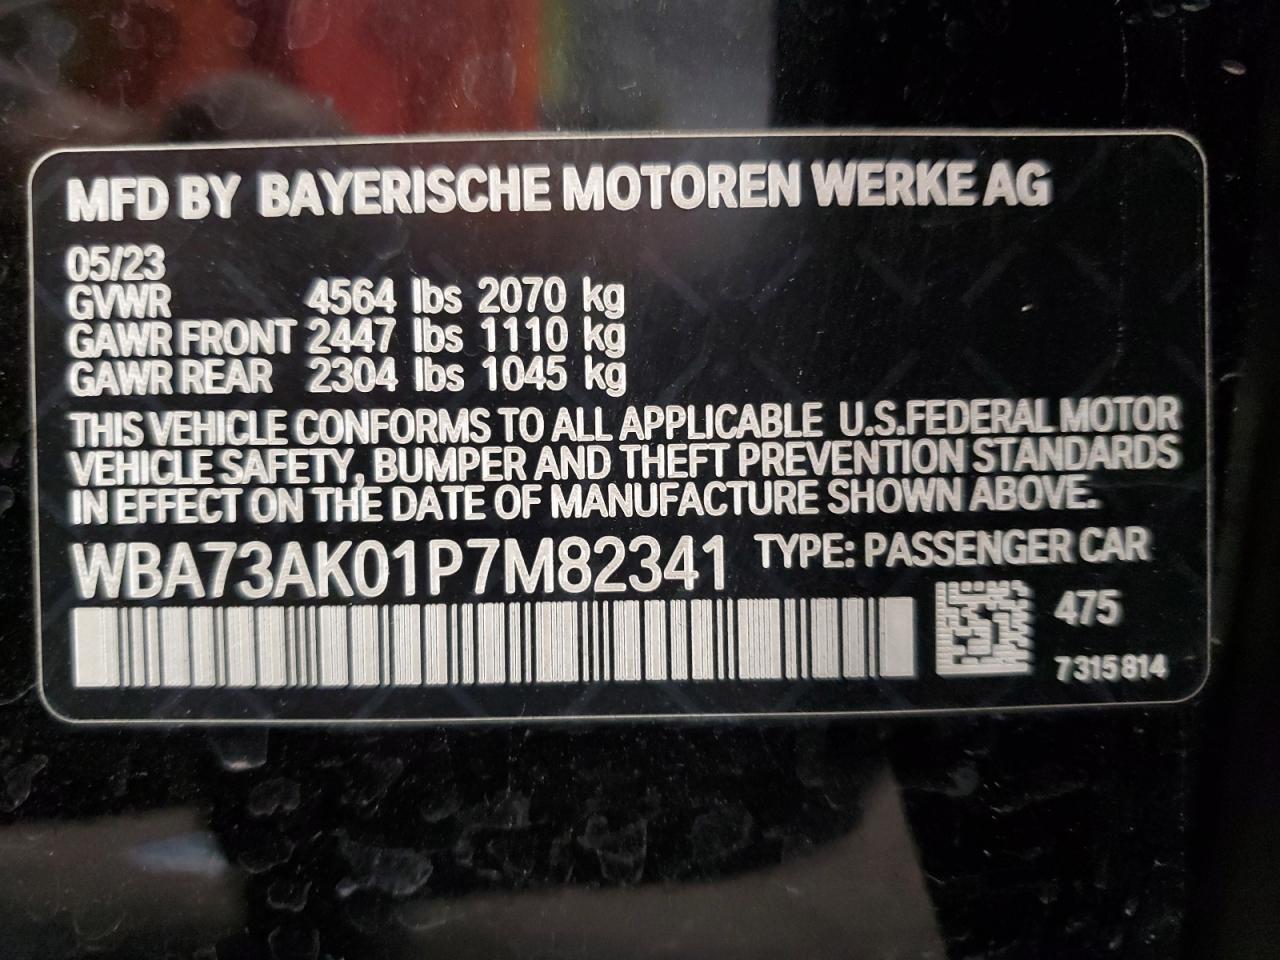 MFD BY BAYERISCHE MOTOREN WERKE AG
05/23
GVWR 4564 lbs 2070 kg
GAWR FRONT 2447 lbs 1110 kg
GAWR REAR 2304 lbs 1045 kg
THIS VEHICLE CONFORMS TO ALL APPLICABLE U.S.FEDERAL MOTOR
VEHICLE SAFETY, BUMPER AND THEFT PREVENTION STANDARDS
IN EFFECT ON THE DATE OF MANUFACTURE SHOWN ABOVE.
WBA73AK01P7M82341 TYPE: PASSENGER CAR
475
7315814